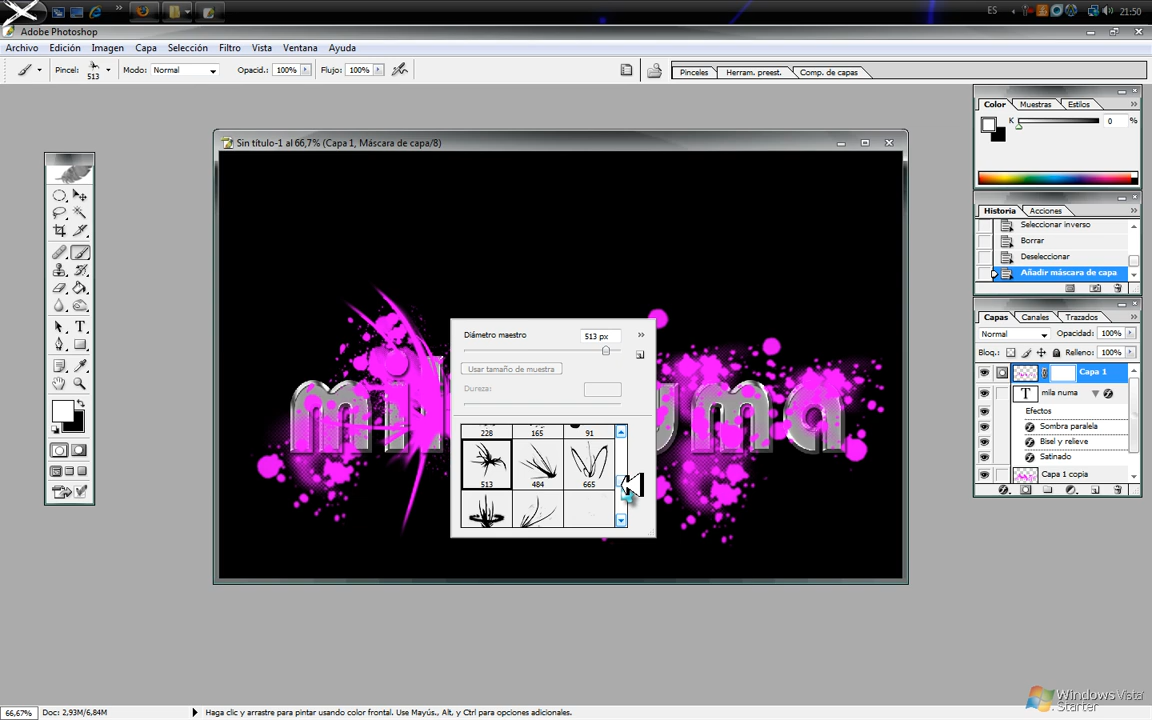 ES 21:50
Adobe Photoshop
Archivo Edición Imagen Capa Selección Filtro Vista Ventana Ayuda
Pincel: 513 Modo: Normal Opacid.: 100% Flujo: 100% Pinceles Herram. preest. Comp. de capas
Color Muestras Estilos
K 0 %
Sin título-1 al 66,7% (Capa 1, Máscara de capa/8)
Historia Acciones
Seleccionar inverso
Borrar
Deseleccionar
Añadir máscara de capa
Capas Canales Trazados
Normal Opacidad: 100%
Bloq.: Relleno: 100%
Capa 1
T mila numa
Efectos
Sombra paralela
Bisel y relieve
Satinado
Capa 1 copia
Diámetro maestro 513 px
Usar tamaño de muestra
Dureza:
228 165 91
513 484 665
Windows Vista
Starter
66,67% Doc: 2,93M/6,84M Haga clic y arrastre para pintar usando color frontal. Use Mayús., Alt, y Ctrl para opciones adicionales.